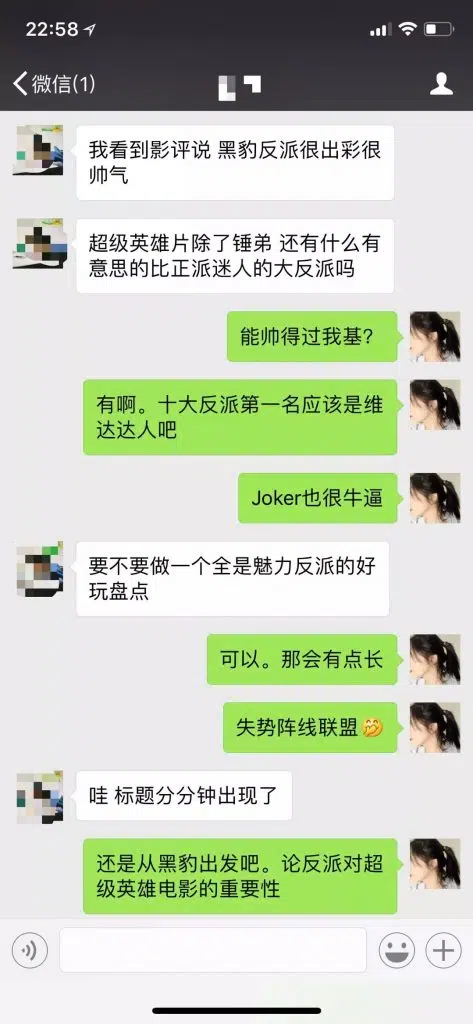 22:58
微信(1)
我看到影评说 黑豹反派很出彩很
帅气
超级英雄片除了锤弟 还有什么有
意思的比正派迷人的大反派吗
能帅得过我基?
有啊。十大反派第一名应该是维
达达人吧
Joker也很牛逼
要不要做一个全是魅力反派的好
玩盘点
可以。那会有点长
失势阵线联盟🤣
哇 标题分分钟出现了
还是从黑豹出发吧。论反派对超
级英雄电影的重要性